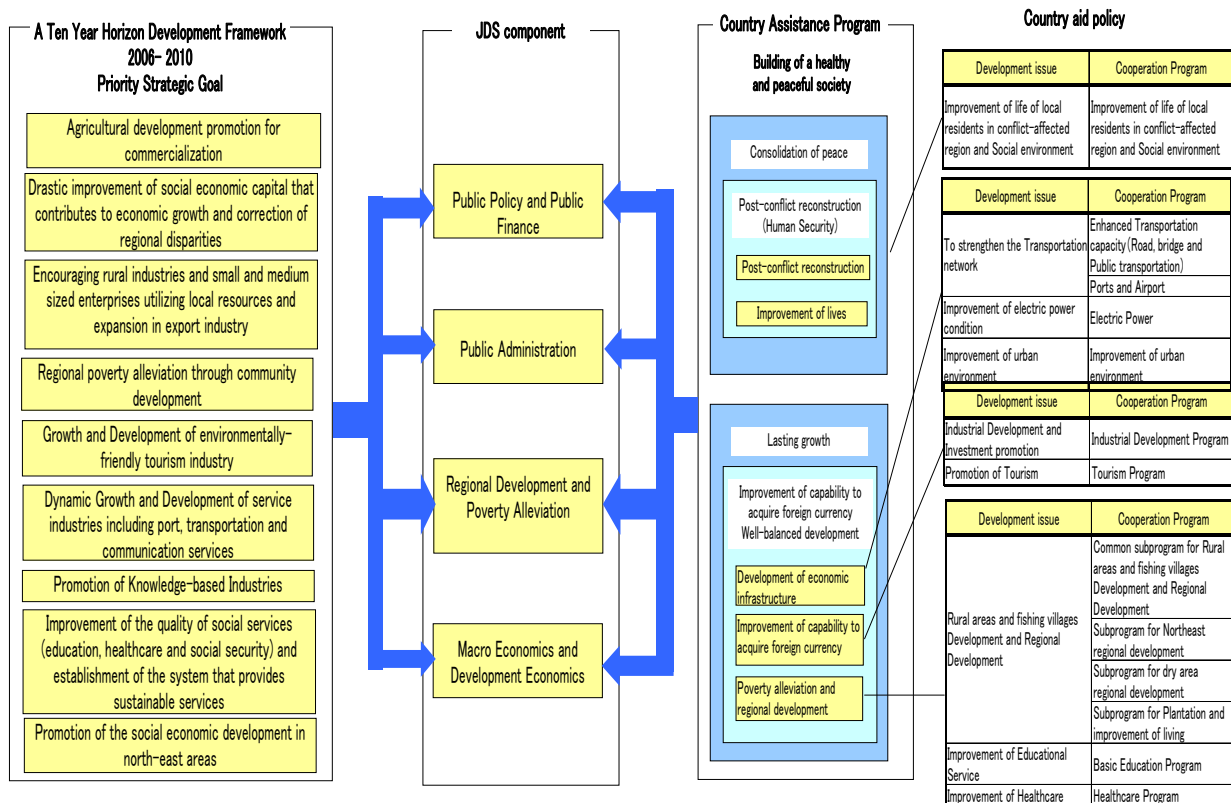 A Ten Year Horizon Development Framework
2006- 2010
Priority Strategic Goal
Agricultural development promotion for
commercialization
Drastic improvement of social economic capital that
contributes to economic growth and correction of
regional disparities
Encouraging rural industries and small and medium
sized enterprises utilizing local resources and
expansion in export industry
Regional poverty alleviation through community
development
Growth and Development of environmentally-
friendly tourism industry
Dynamic Growth and Development of service
industries including port, transportation and
communication services
Promotion of Knowledge-based Industries
Improvement of the quality of social services
(education, healthcare and social security) and
establishment of the system that provides
sustainable services
Promotion of the social economic development in
north-east areas
JDS component
Public Policy and Public
Finance
Public Administration
Regional Development and
Poverty Alleviation
Macro Economics and
Development Economics
Country Assistance Program
Building of a healthy
and peaceful society
Consolidation of peace
Post-conflict reconstruction
(Human Security)
Post-conflict reconstruction
Improvement of lives
Lasting growth
Improvement of capability to
acquire foreign currency
Well-balanced development
Development of economic
infrastructure
Improvement of capability to
acquire foreign currency
Poverty alleviation and
regional development
Country aid policy
Development issue
Cooperation Program
Improvement of life of local
residents in conflict-affected
region and Social environment
Improvement of life of local
residents in conflict-affected
region and Social environment
Development issue
Cooperation Program
To strengthen the Transportation
network
Enhanced Transportation
capacity(Road, bridge and
Public transportation)
Ports and Airport
Improvement of electric power
condition
Electric Power
Improvement of urban
environment
Improvement of urban
environment
Development issue
Cooperation Program
Industrial Development and
Investment promotion
Industrial Development Program
Promotion of Tourism
Tourism Program
Development issue
Cooperation Program
Rural areas and fishing villages
Development and Regional
Development
Common subprogram for Rural
areas and fishing villages
Development and Regional
Development
Subprogram for Northeast
regional development
Subprogram for dry area
regional development
Subprogram for Plantation and
improvement of living
Improvement of Educational
Service
Basic Education Program
Improvement of Healthcare
Healthcare Program